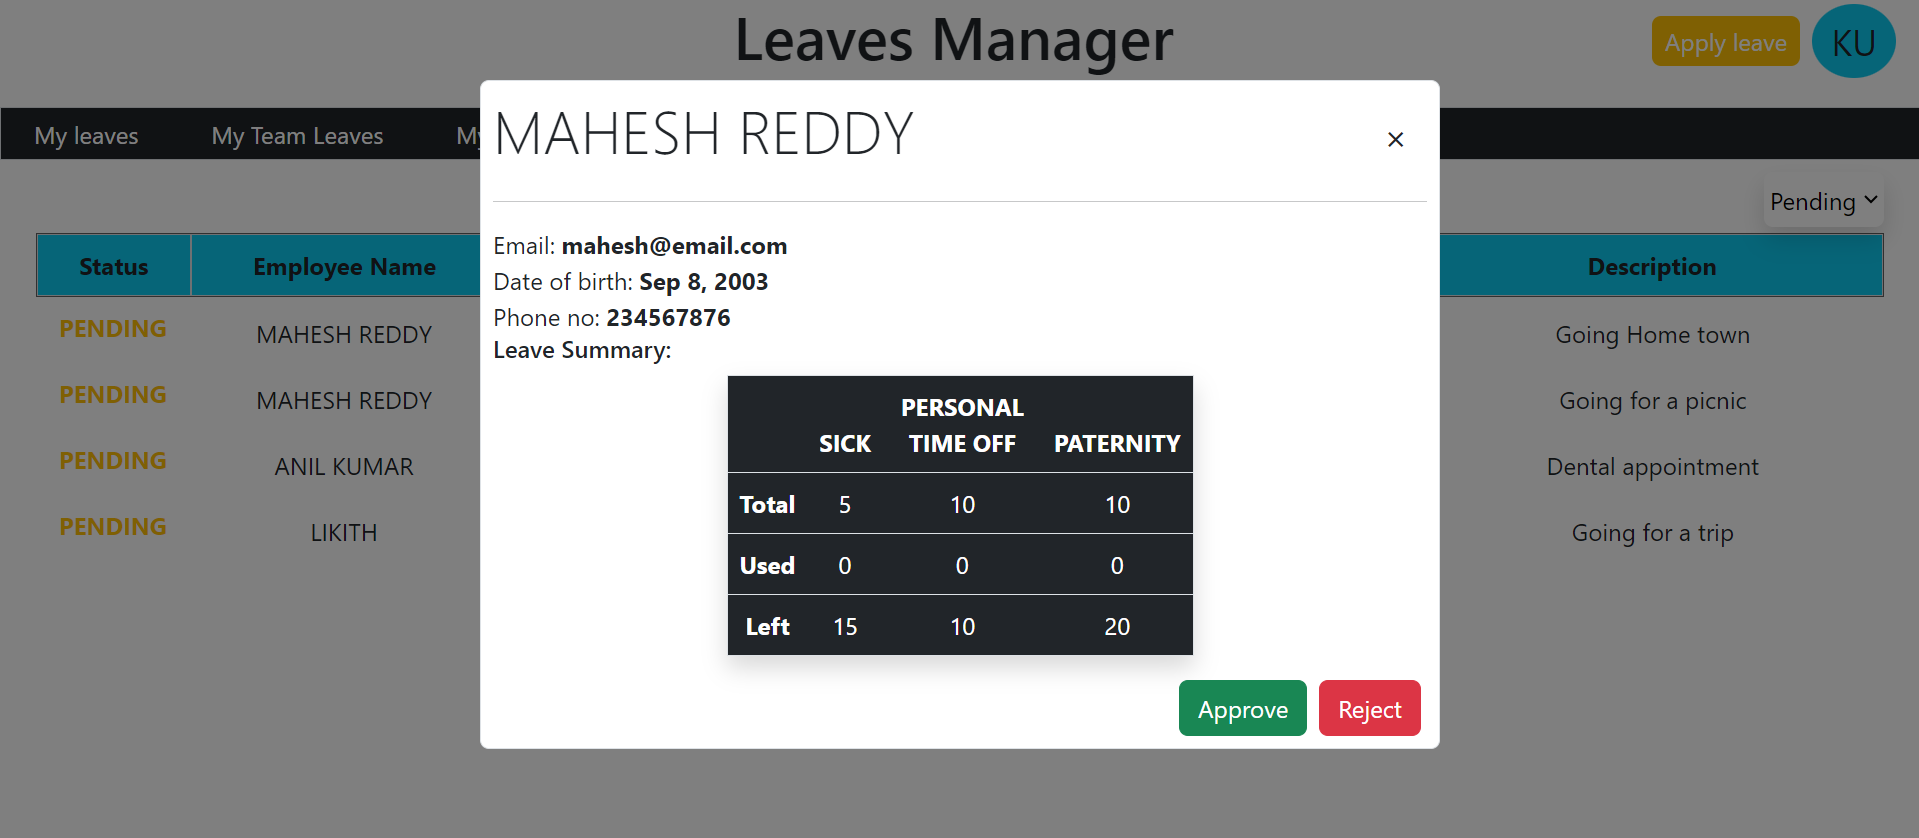 Leaves Manager
Apply leave
KU
My leaves My Team Leaves
MAHESH REDDY
×
Pending
Email: mahesh@email.com
Date of birth: Sep 8, 2003
Phone no: 234567876
Leave Summary:
SICK PERSONAL TIME OFF PATERNITY
Total 5 10 10
Used 0 0 0
Left 15 10 20
Approve Reject
Status Employee Name Description
PENDING MAHESH REDDY Going Home town
PENDING MAHESH REDDY Going for a picnic
PENDING ANIL KUMAR Dental appointment
PENDING LIKITH Going for a trip